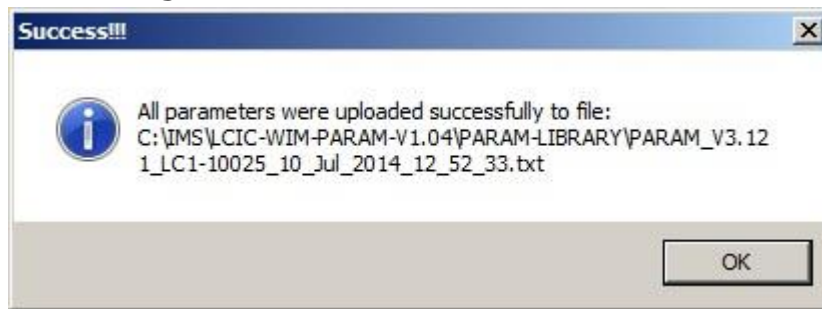 Success!!!
All parameters were uploaded successfully to file:
C:\IMS\LCIC-WIM-PARAM-V1.04\PARAM-LIBRARY\PARAM_V3.12
1_LC1-10025_10_Jul_2014_12_52_33.txt
OK